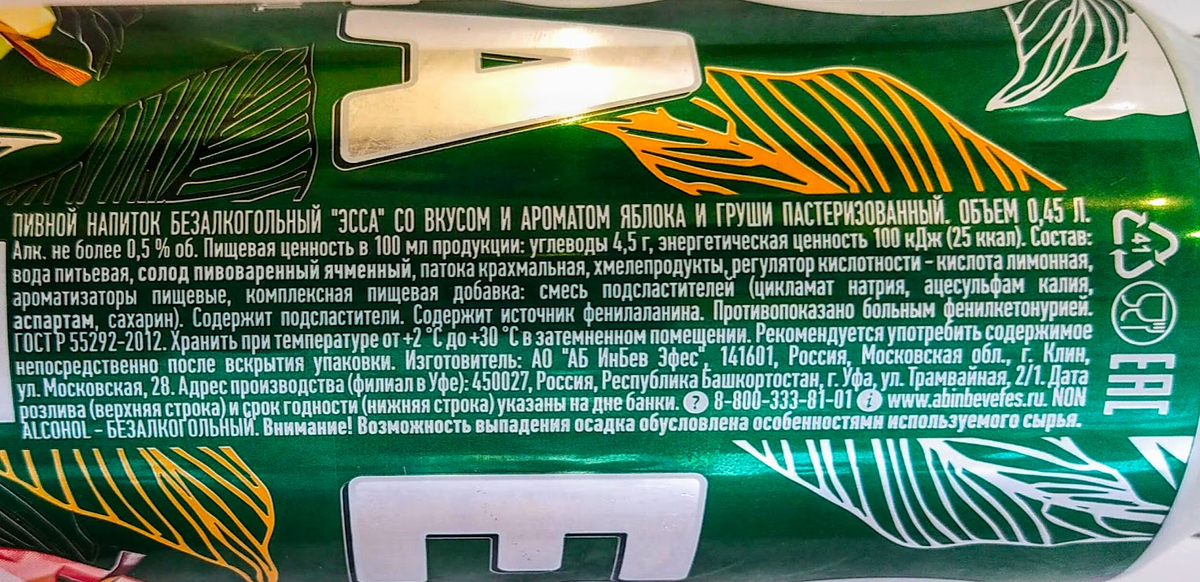 A
ПИВНОЙ НАПИТОК БЕЗАЛКОГОЛЬНЫЙ "ЭССА" СО ВКУСОМ И АРОМАТОМ ЯБЛОКА И ГРУШИ ПАСТЕРИЗОВАННЫЙ. ОБЪЕМ 0,45 Л.
Алк. не более 0,5 % об. Пищевая ценность в 100 мл продукции: углеводы 4,5 г, энергетическая ценность 100 кДж (25 ккал). Состав:
вода питьевая, солод пивоваренный ячменный, патока крахмальная, хмелепродукты, регулятор кислотности – кислота лимонная,
ароматизаторы пищевые, комплексная пищевая добавка: смесь подсластителей (цикламат натрия, ацесульфам калия,
аспартам, сахарин). Содержит подсластители. Содержит источник фенилаланина. Противопоказано больным фенилкетонурией.
ГОСТ Р 55292-2012. Хранить при температуре от +2 °С до +30 °С в затемненном помещении. Рекомендуется употребить содержимое
непосредственно после вскрытия упаковки. Изготовитель: АО "АБ ИнБев Эфес", 141601, Россия, Московская обл., г. Клин,
ул. Московская, 28. Адрес производства (филиал в Уфе): 450027, Россия, Республика Башкортостан, г. Уфа, ул. Трамвайная, 2/1. Дата
розлива (верхняя строка) и срок годности (нижняя строка) указаны на дне банки. ? 8-800-333-81-01 i www.abinbevefes.ru. NON
ALCOHOL – БЕЗАЛКОГОЛЬНЫЙ. Внимание! Возможность выпадения осадка обусловлена особенностями используемого сырья.
41
EAC
E